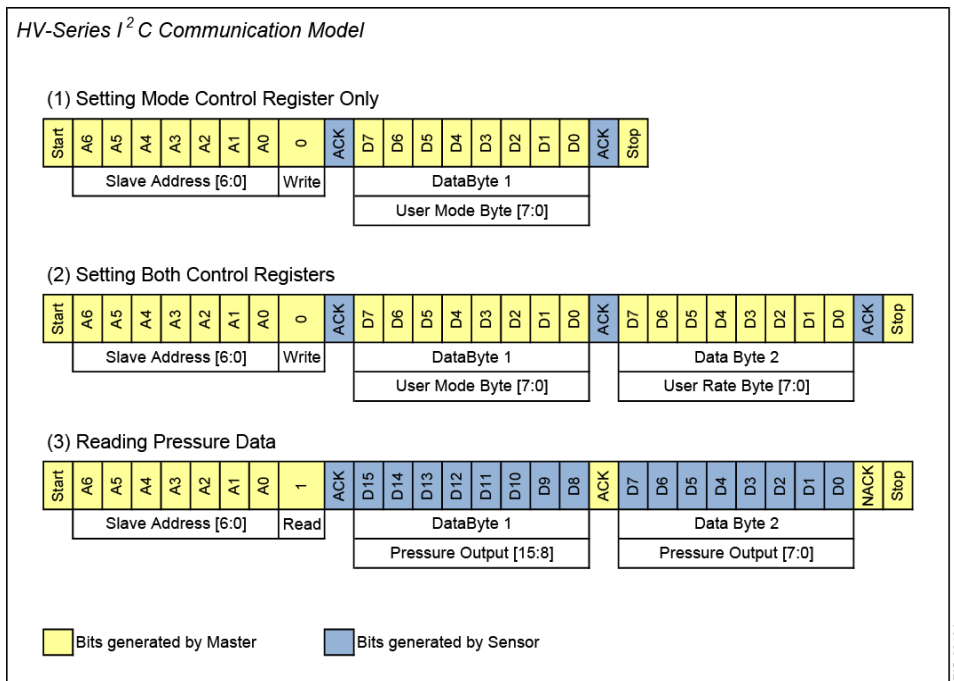 HV-Series I² C Communication Model
(1) Setting Mode Control Register Only
Start A6 A5 A4 A3 A2 A1 A0 0 ACK D7 D6 D5 D4 D3 D2 D1 D0 ACK Stop
Slave Address [6:0] Write DataByte 1
User Mode Byte [7:0]
(2) Setting Both Control Registers
Start A6 A5 A4 A3 A2 A1 A0 0 ACK D7 D6 D5 D4 D3 D2 D1 D0 ACK D7 D6 D5 D4 D3 D2 D1 D0 ACK Stop
Slave Address [6:0] Write DataByte 1 Data Byte 2
User Mode Byte [7:0] User Rate Byte [7:0]
(3) Reading Pressure Data
Start A6 A5 A4 A3 A2 A1 A0 1 ACK D15 D14 D13 D12 D11 D10 D9 D8 ACK D7 D6 D5 D4 D3 D2 D1 D0 NACK Stop
Slave Address [6:0] Read DataByte 1 Data Byte 2
Pressure Output [15:8] Pressure Output [7:0]
Bits generated by Master Bits generated by Sensor